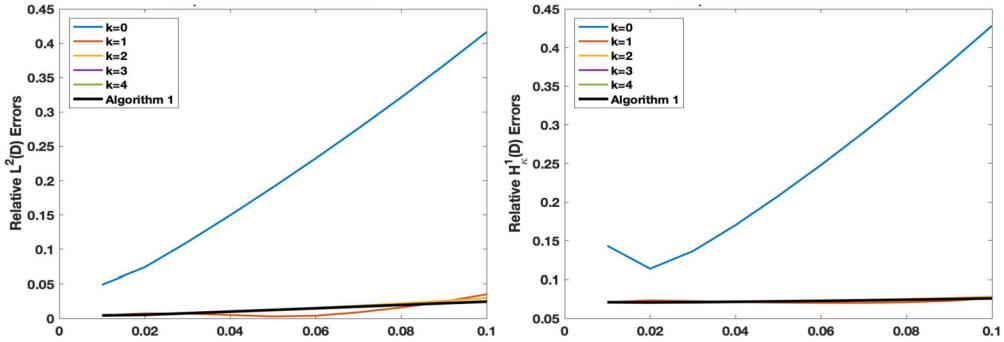 Relative L²(D) Errors
0.45
0.4
0.35
0.3
0.25
0.2
0.15
0.1
0.05
0
k=0
k=1
k=2
k=3
k=4
Algorithm 1
0 0.02 0.04 0.06 0.08 0.1
Relative H¹κ(D) Errors
0.45
0.4
0.35
0.3
0.25
0.2
0.15
0.1
0.05
k=0
k=1
k=2
k=3
k=4
Algorithm 1
0 0.02 0.04 0.06 0.08 0.1